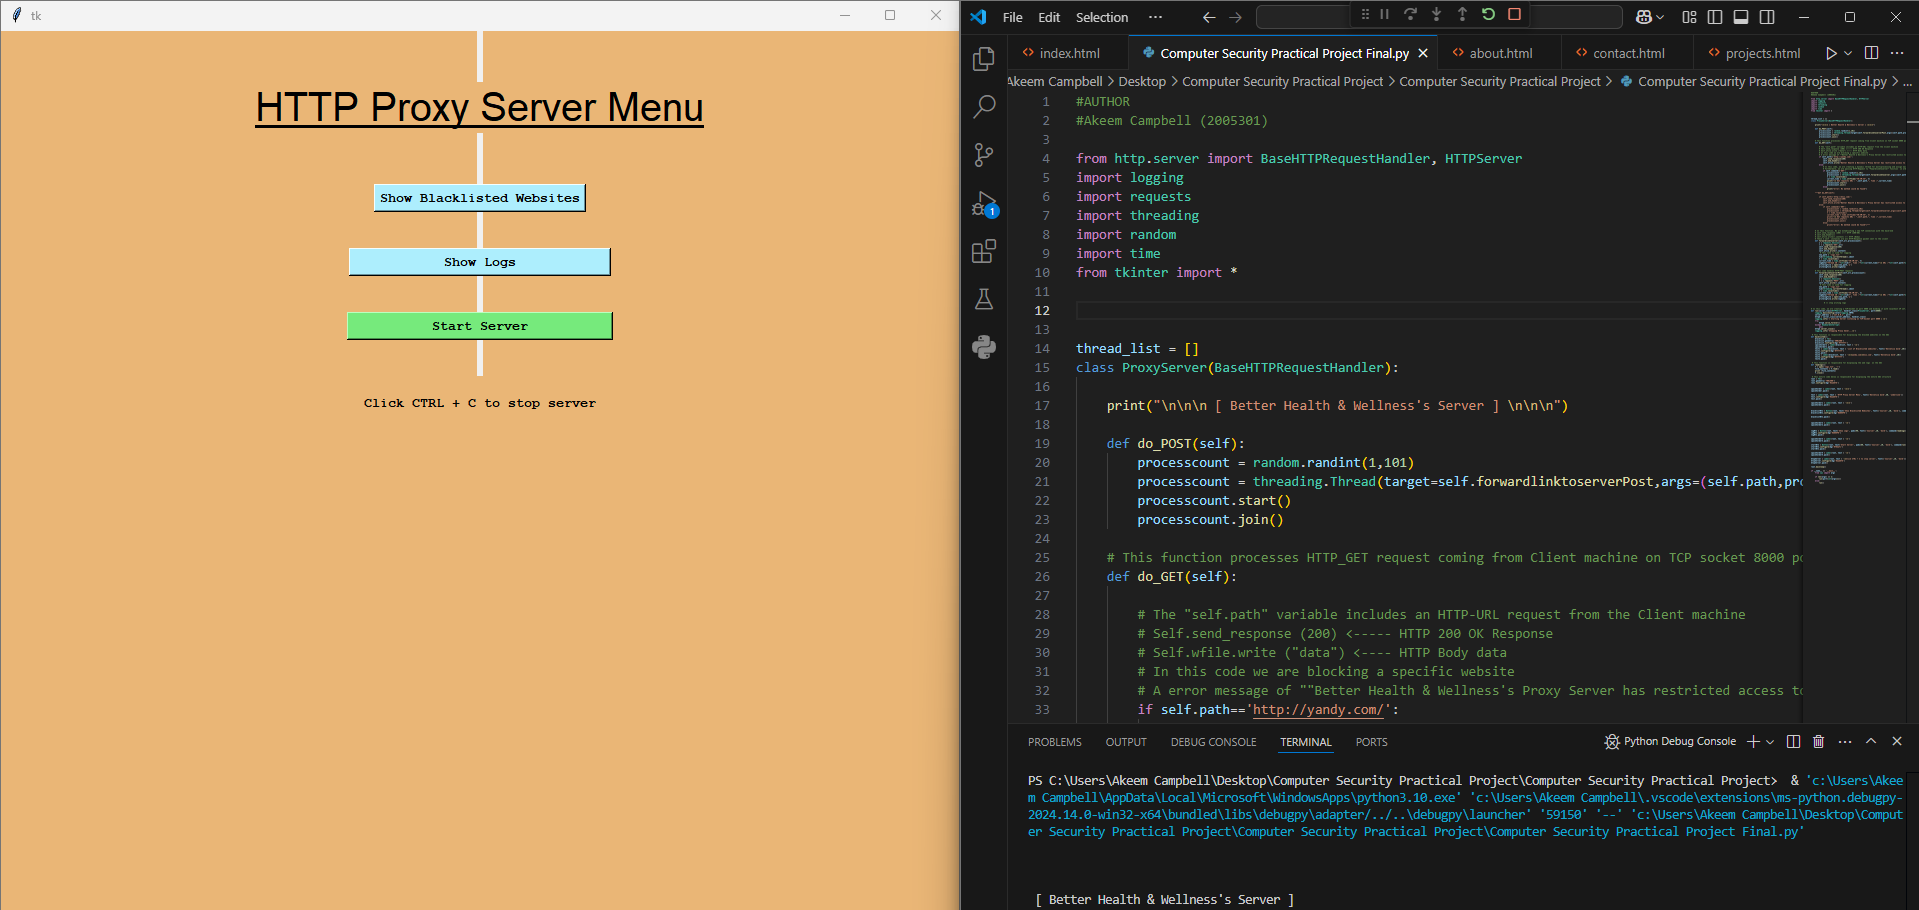 tk
HTTP Proxy Server Menu
Show Blacklisted Websites
Show Logs
Start Server
Click CTRL + C to stop server
File Edit Selection ···
index.html
Computer Security Practical Project Final.py
about.html
contact.html
projects.html
Akeem Campbell > Desktop > Computer Security Practical Project > Computer Security Practical Project > Computer Security Practical Project Final.py > ...
1 #AUTHOR
2 #Akeem Campbell (2005301)
3
4 from http.server import BaseHTTPRequestHandler, HTTPServer
5 import logging
6 import requests
7 import threading
8 import random
9 import time
10 from tkinter import *
11
12
13
14 thread_list = []
15 class ProxyServer(BaseHTTPRequestHandler):
16
17 print("\n\n\n [ Better Health & Wellness's Server ] \n\n\n")
18
19 def do_POST(self):
20 processcount = random.randint(1,101)
21 processcount = threading.Thread(target=self.forwardlinktoserverPost,args=(self.path,pro
22 processcount.start()
23 processcount.join()
24
25 # This function processes HTTP_GET request coming from Client machine on TCP socket 8000 po
26 def do_GET(self):
27
28 # The "self.path" variable includes an HTTP-URL request from the Client machine
29 # Self.send_response (200) <----- HTTP 200 OK Response
30 # Self.wfile.write ("data") <---- HTTP Body data
31 # In this code we are blocking a specific website
32 # A error message of ""Better Health & Wellness's Proxy Server has restricted access to
33 if self.path=='http://yandy.com/':
1
PROBLEMS OUTPUT DEBUG CONSOLE TERMINAL PORTS
Python Debug Console
PS C:\Users\Akeem Campbell\Desktop\Computer Security Practical Project\Computer Security Practical Project> & 'c:\Users\Akee
m Campbell\AppData\Local\Microsoft\WindowsApps\python3.10.exe' 'c:\Users\Akeem Campbell\.vscode\extensions\ms-python.debugpy-
2024.14.0-win32-x64\bundled\libs\debugpy\adapter/../..\debugpy\launcher' '59150' '--' 'c:\Users\Akeem Campbell\Desktop\Comput
er Security Practical Project\Computer Security Practical Project\Computer Security Practical Project Final.py'
[ Better Health & Wellness's Server ]